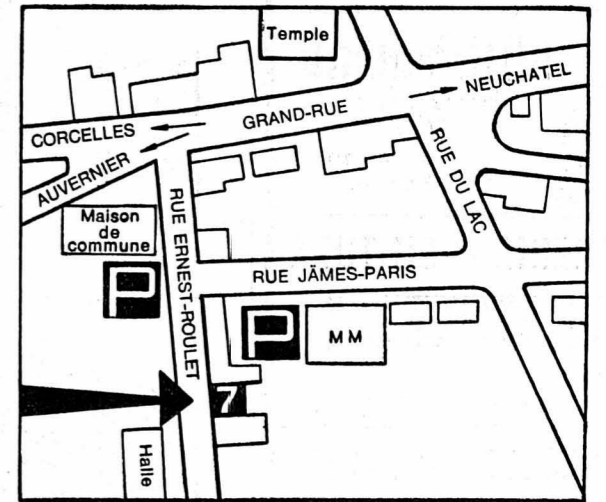 Temple
NEUCHATEL
GRAND-RUE
CORCELLES
AUVERNIER
RUE DU LAC
RUE ERNEST-ROULET
Maison
de
commune
RUE JÄMES-PARIS
P
P
M M
7
Halle